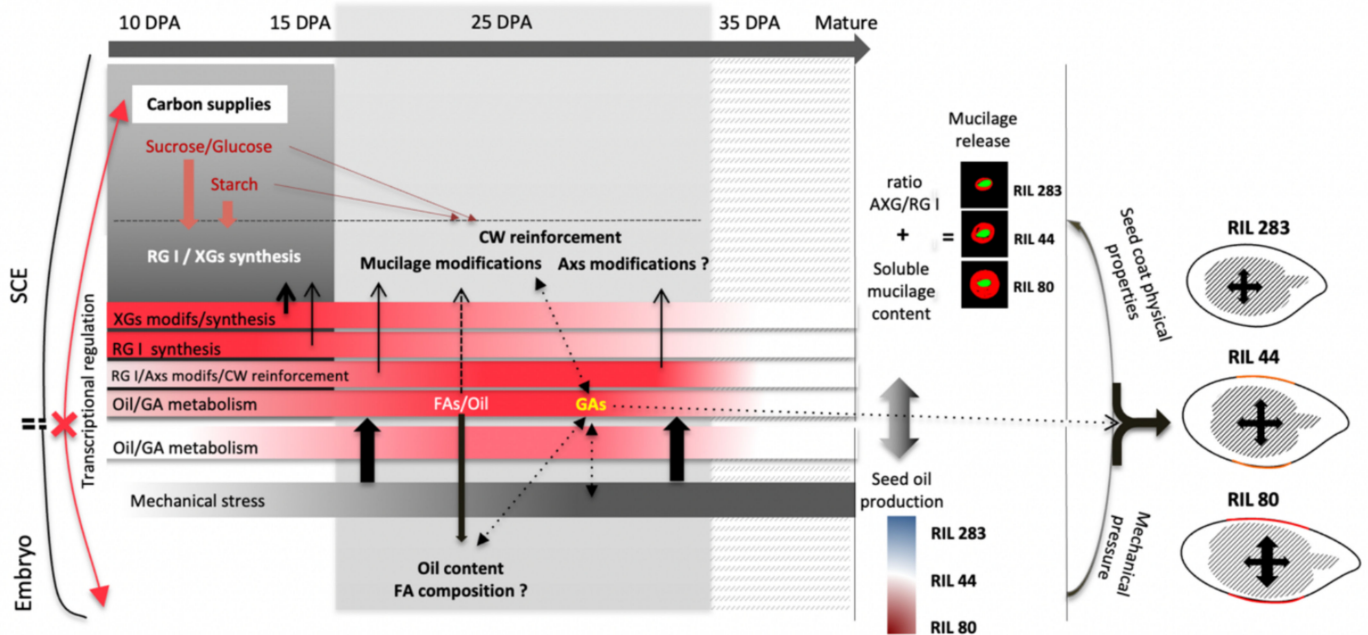 10 DPA
15 DPA
25 DPA
35 DPA
Mature
SCE
Embryo
Transcriptional regulation
Carbon supplies
Sucrose/Glucose
Starch
RG I / XGs synthesis
CW reinforcement
Mucilage modifications
Axs modifications ?
XGs modifs/synthesis
RG I synthesis
RG I/Axs modifs/CW reinforcement
Oil/GA metabolism
FAs/Oil
GAs
Oil/GA metabolism
Mechanical stress
Oil content
FA composition ?
Mucilage
release
ratio
AXG/RG I
+
Soluble
mucilage
content
=
RIL 283
RIL 44
RIL 80
Seed oil
production
RIL 283
RIL 44
RIL 80
Seed coat physical
properties
Mechanical
pressure
RIL 283
RIL 44
RIL 80